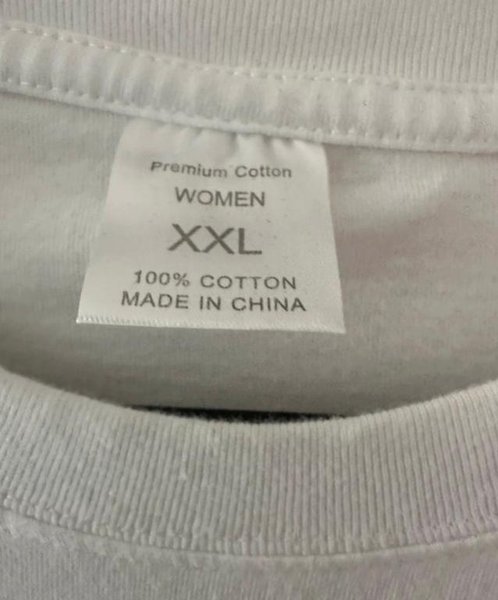 Premium Cotton
WOMEN
XXL
100% COTTON
MADE IN CHINA